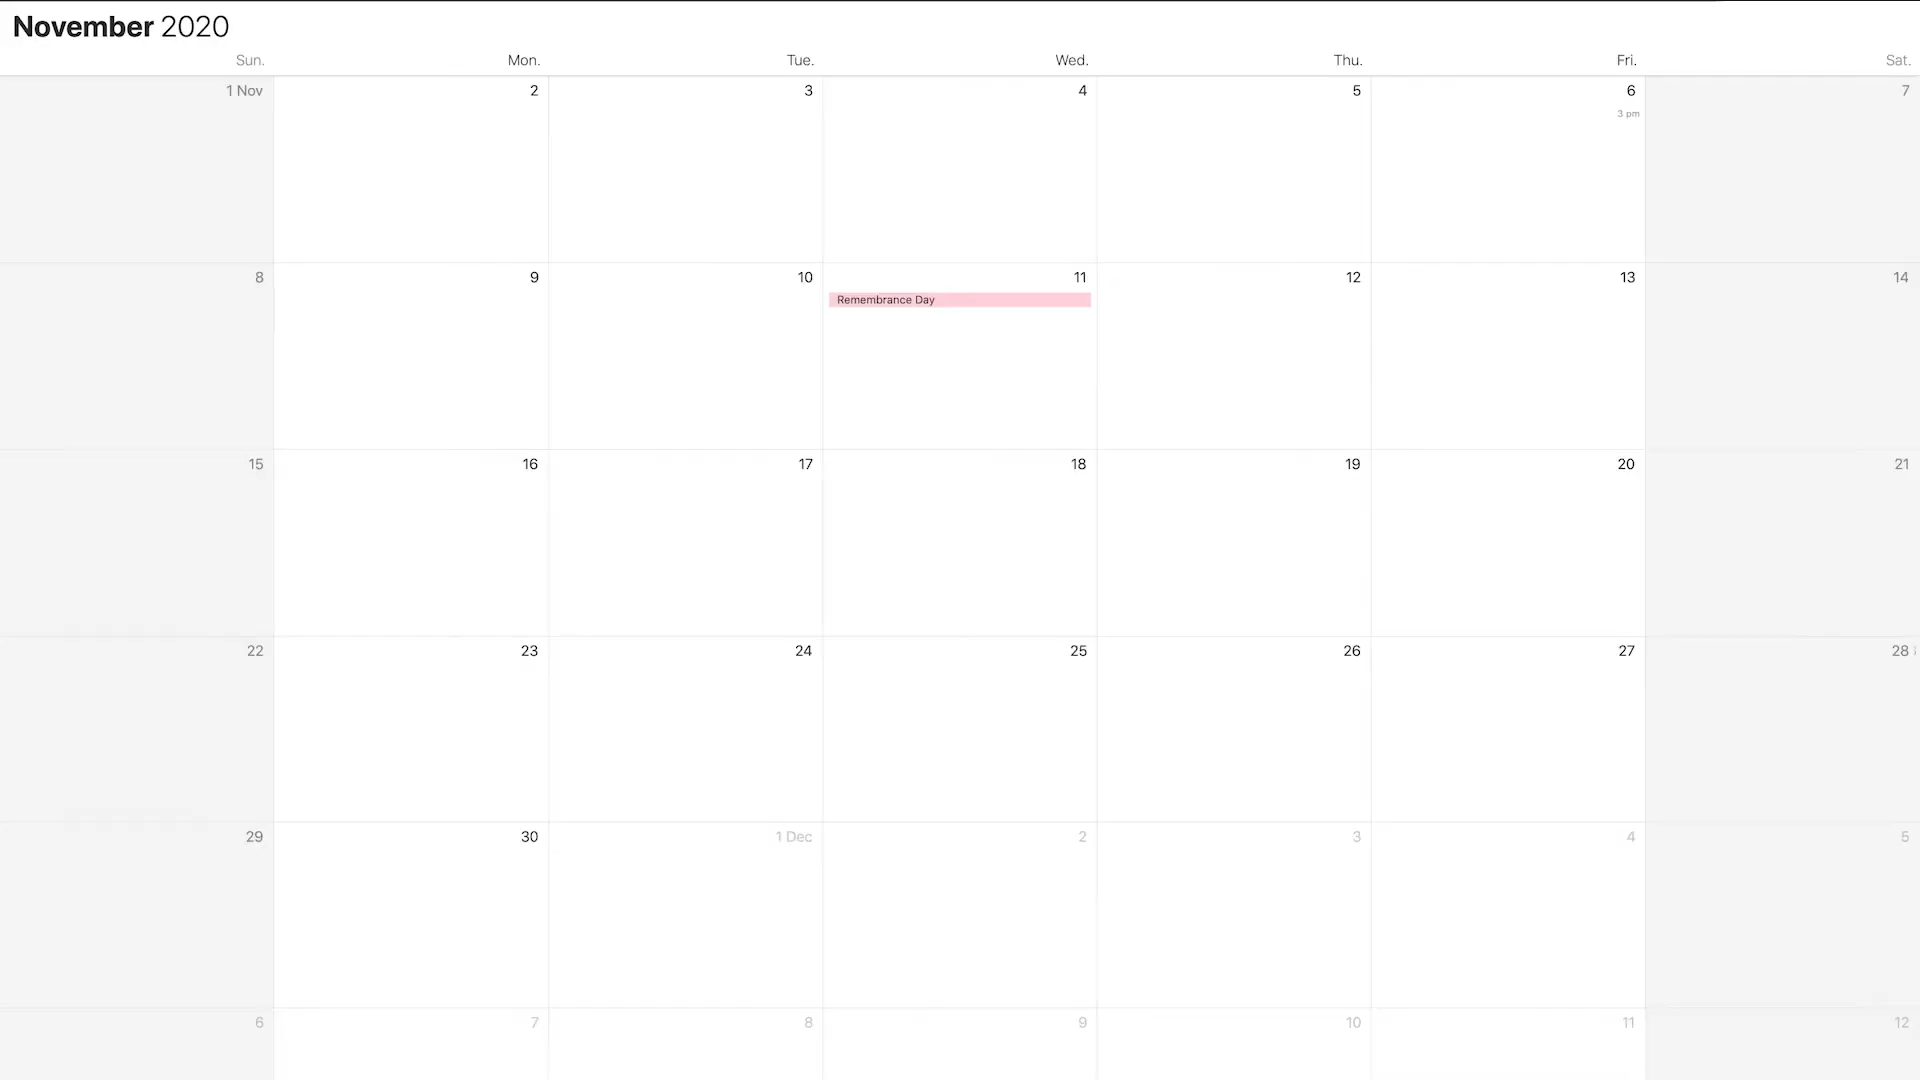 November 2020
Sun. Mon. Tue. Wed. Thu. Fri. Sat.
1 Nov 2 3 4 5 6 7
3 pm
8 9 10 11 12 13 14
Remembrance Day
15 16 17 18 19 20 21
22 23 24 25 26 27 28
29 30 1 Dec 2 3 4 5
6 7 8 9 10 11 12